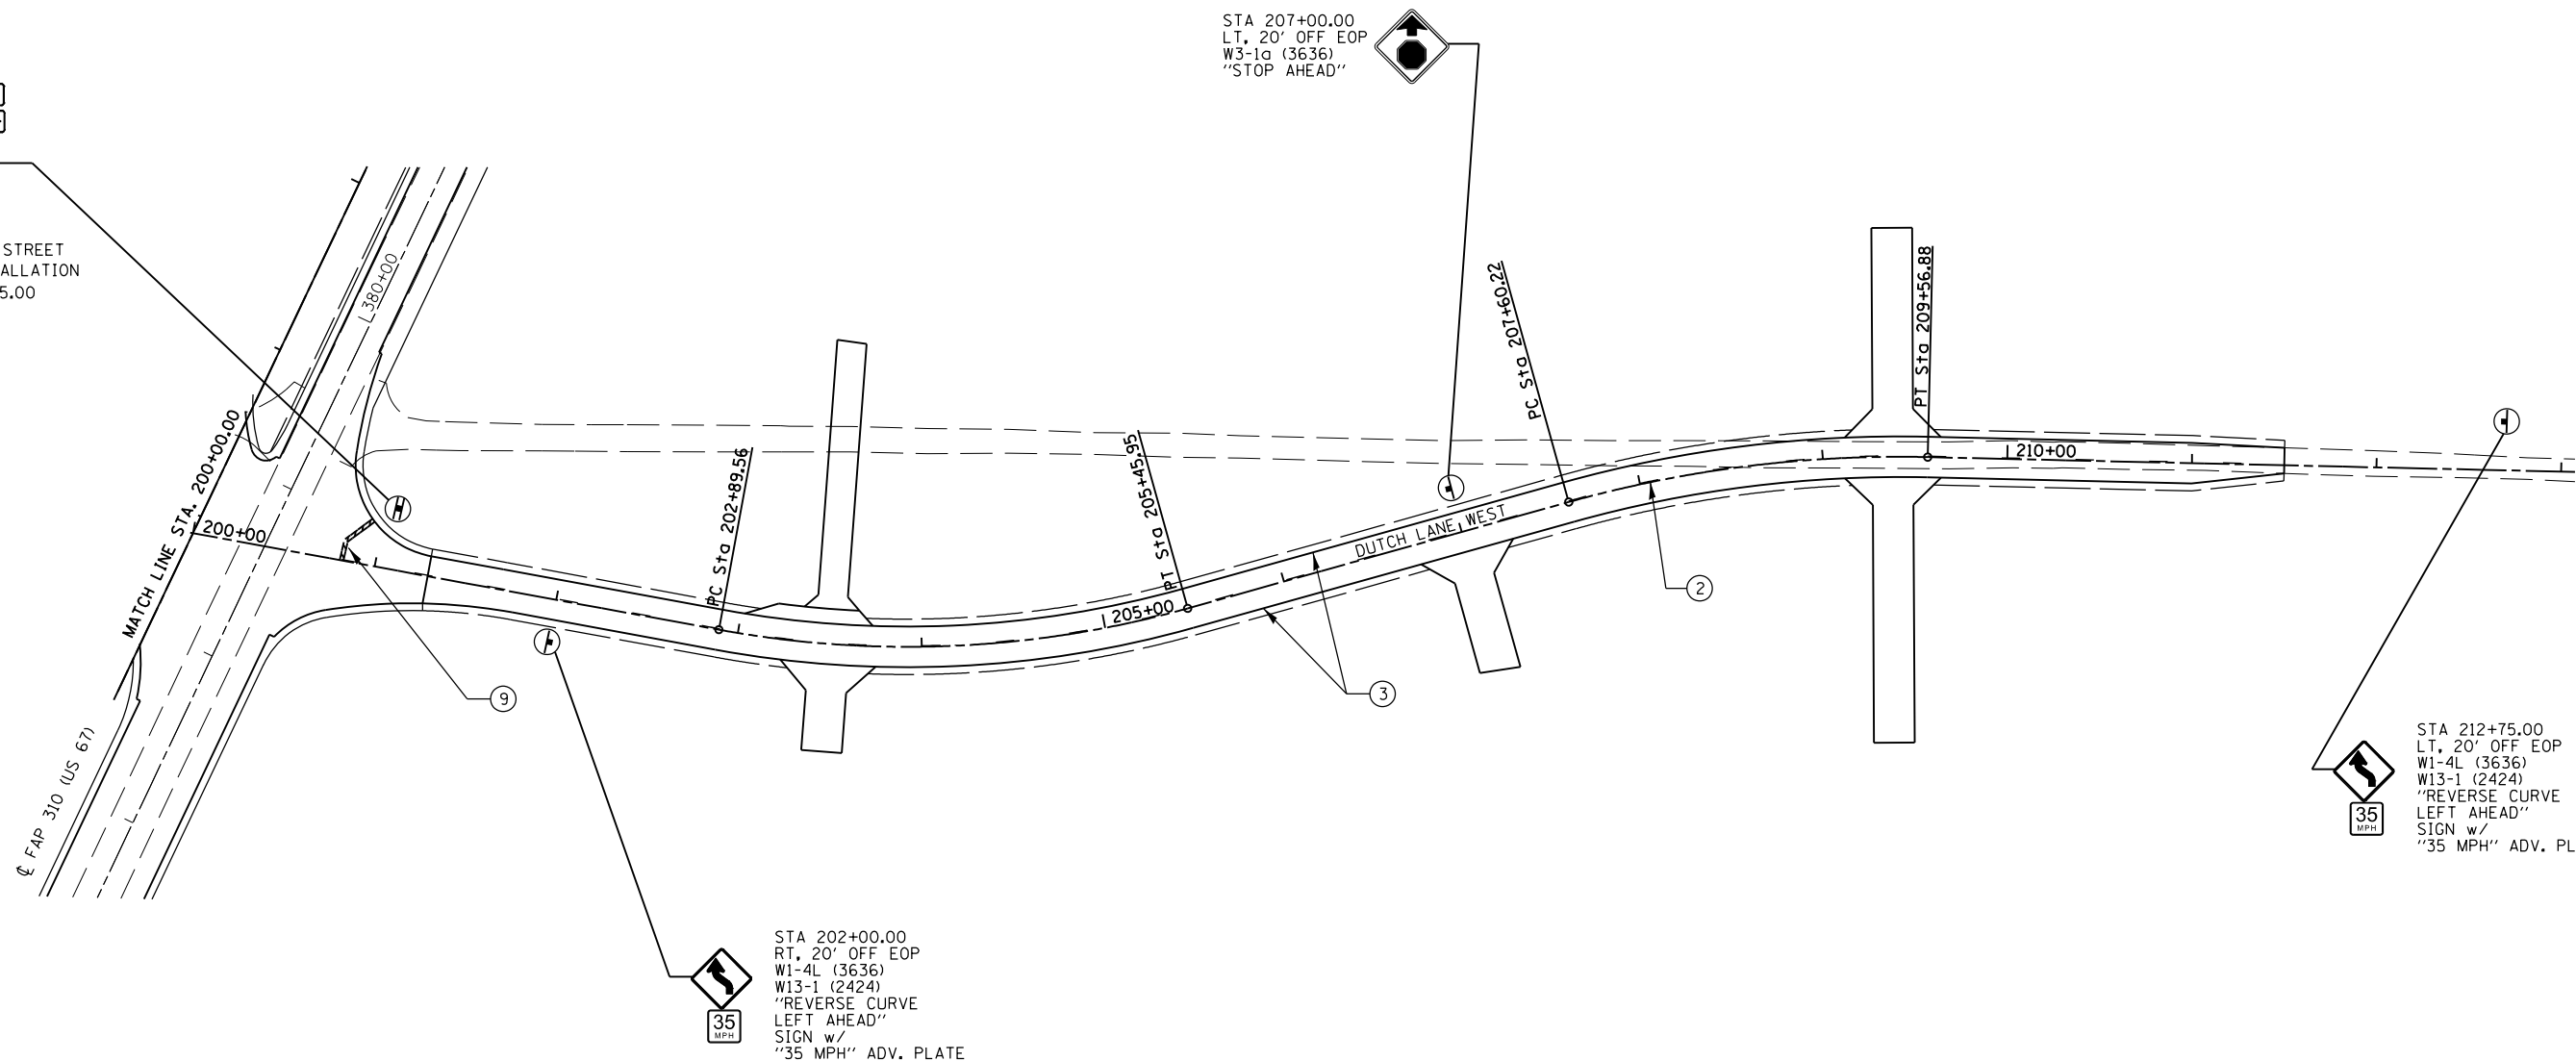 STA 207+00.00
LT, 20' OFF EOP
W3-1a (3636)
"STOP AHEAD"
STREET
ALLATION
5.00
380+00
MATCH LINE STA. 200+00.00
200+00
PC Sta 202+89.56
PT Sta 205+45.95
205+00
PC Sta 207+60.22
DUTCH LANE WEST
PT Sta 209+56.88
210+00
2
3
9
℄ FAP 310 (US 67)
STA 212+75.00
LT, 20' OFF EOP
W1-4L (3636)
W13-1 (2424)
"REVERSE CURVE
LEFT AHEAD"
SIGN w/
"35 MPH" ADV. PL
35
MPH
STA 202+00.00
RT, 20' OFF EOP
W1-4L (3636)
W13-1 (2424)
"REVERSE CURVE
LEFT AHEAD"
SIGN w/
"35 MPH" ADV. PLATE
35
MPH